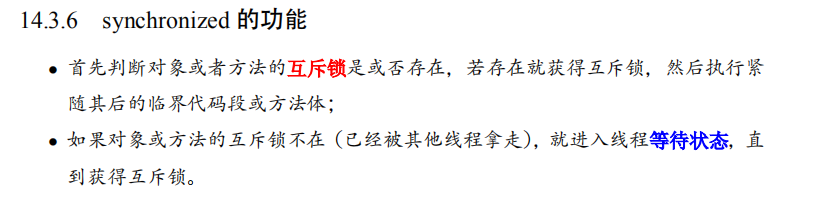 14.3.6 synchronized 的功能
• 首先判断对象或者方法的互斥锁是或否存在，若存在就获得互斥锁，然后执行紧
随其后的临界代码段或方法体；
• 如果对象或方法的互斥锁不在（已经被其他线程拿走），就进入线程等待状态，直
到获得互斥锁。